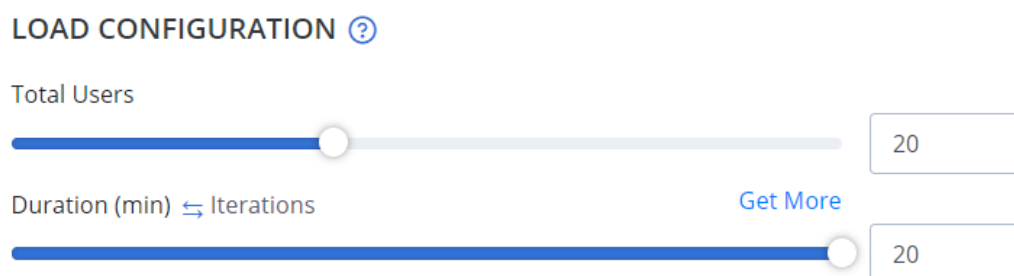 LOAD CONFIGURATION ?
Total Users
20
Duration (min) ⇆ Iterations
Get More
20